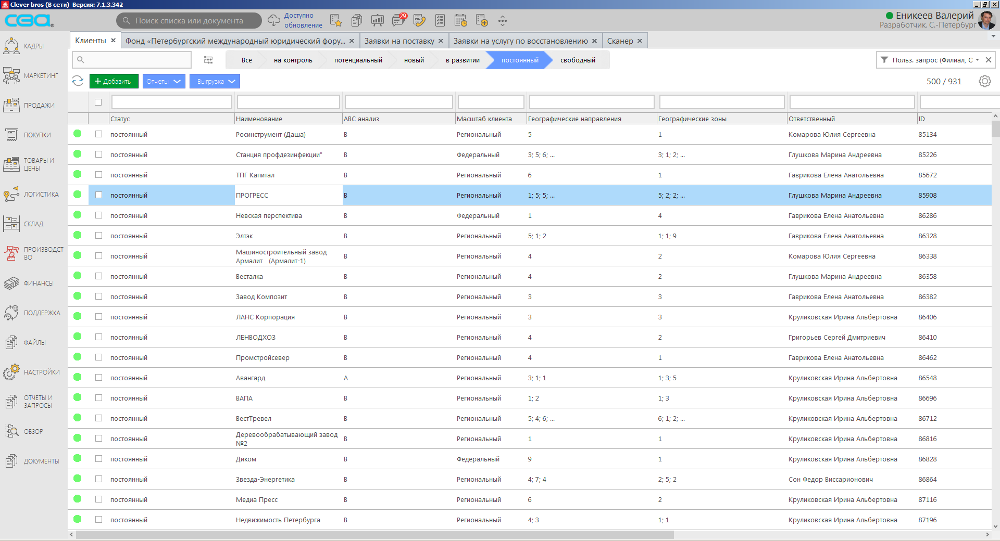 Clever bros (В сети) Версия: 7.1.3.342
СВА
Поиск списка или документа
Доступно
обновление
29
Еникеев Валерий
Разработчик. С.-Петербург
КАДРЫ
МАРКЕТИНГ
ПРОДАЖИ
ПОКУПКИ
ТОВАРЫ И
ЦЕНЫ
ЛОГИСТИКА
СКЛАД
ПРОИЗВОДСТ
ВО
ФИНАНСЫ
ПОДДЕРЖКА
ФАЙЛЫ
НАСТРОЙКИ
ОТЧЕТЫ И
ЗАПРОСЫ
ОБЗОР
ДОКУМЕНТЫ
Клиенты Фонд «Петербургский международный юридический фору... Заявки на поставку Заявки на услугу по восстановлению Сканер
Все на контроль потенциальный новый в развитии постоянный свободный
Польз. запрос (Филиал, С
Добавить Отчеты Выгрузка
500 / 931
Статус Наименование АВС анализ Масштаб клиента Географические направления Географические зоны Ответственный ID
постоянный Росинструмент (Даша) В Региональный 5 1 Комарова Юлия Сергеевна 85134
постоянный Станция профдезинфекции" В Федеральный 3; 5; 6; ... 3; 1; 2; ... Глушкова Марина Андреевна 85226
постоянный ТПГ Капитал В Региональный 6 1 Гаврикова Елена Анатольевна 85672
постоянный ПРОГРЕСС В Региональный 1; 5; 5; ... 5; 2; 2; ... Глушкова Марина Андреевна 85908
постоянный Невская перспектива В Федеральный 1 4 Гаврикова Елена Анатольевна 86286
постоянный Элтэк В Региональный 5; 1; 2 1; 1; 9 Гаврикова Елена Анатольевна 86328
постоянный Машиностроительный завод
Армалит (Армалит-1) В Региональный 4 2 Комарова Юлия Сергеевна 86338
постоянный Весталка В Региональный 4 2 Глушкова Марина Андреевна 86358
постоянный Завод Композит В Региональный 3 3 Гаврикова Елена Анатольевна 86382
постоянный ЛАНС Корпорация В Региональный 3 3 Круликовская Ирина Альбертовна 86406
постоянный ЛЕНВОДХОЗ В Региональный 4 2 Григорьев Сергей Дмитриевич 86410
постоянный Промстройсевер В Региональный 4 1 Гаврикова Елена Анатольевна 86462
постоянный Авангард А Региональный 3; 1; 1 1; 3; 5 Круликовская Ирина Альбертовна 86548
постоянный ВАПА В Региональный 1; 2 1; 3 Круликовская Ирина Альбертовна 86696
постоянный ВестТревел В Региональный 5; 4; 6; ... 6; 1; 2; ... Круликовская Ирина Альбертовна 86712
постоянный Деревообрабатывающий завод
№2 В Региональный 1 1 Круликовская Ирина Альбертовна 86816
постоянный Диком В Федеральный 9 1 Круликовская Ирина Альбертовна 86828
постоянный Звезда-Энергетика В Региональный 4; 7; 4 2; 5; 2 Сон Федор Виссарионович 86864
постоянный Медиа Пресс В Региональный 6 2 Круликовская Ирина Альбертовна 87116
постоянный Недвижимость Петербурга В Региональный 4; 3 1; 1 Круликовская Ирина Альбертовна 87196